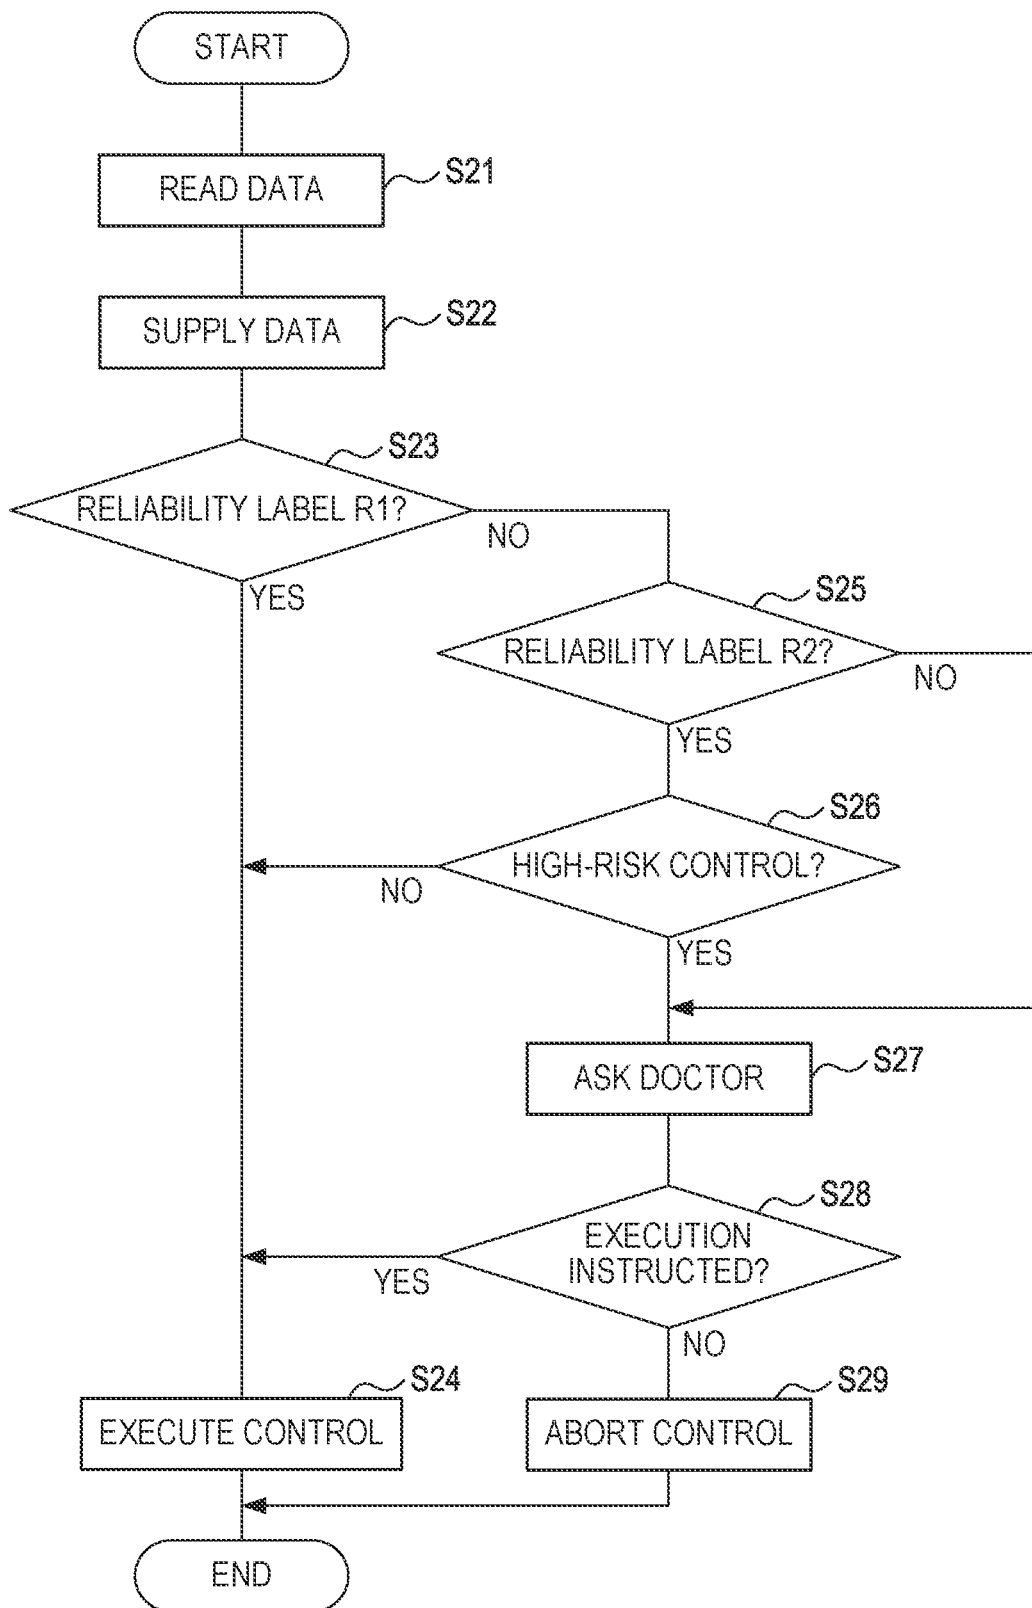 START
READ DATA
S21
SUPPLY DATA
S22
S23
RELIABILITY LABEL R1?
NO
YES
S25
RELIABILITY LABEL R2?
NO
YES
S26
HIGH-RISK CONTROL?
NO
YES
ASK DOCTOR
S27
S28
EXECUTION
INSTRUCTED?
YES
NO
S24
EXECUTE CONTROL
S29
ABORT CONTROL
END